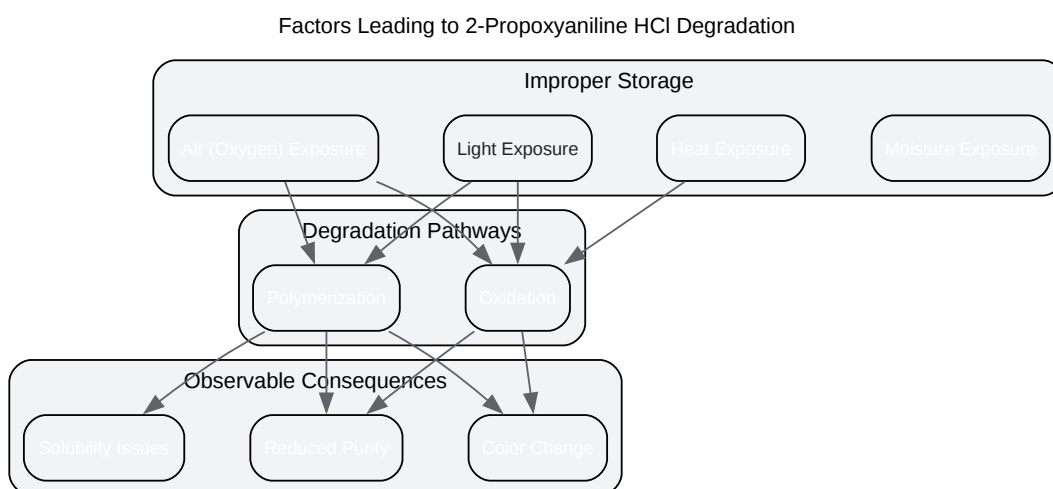 Factors Leading to 2-Propoxyaniline HCl Degradation
Improper Storage
Air (Oxygen) Exposure
Light Exposure
Heat Exposure
Moisture Exposure
Degradation Pathways
Polymerization
Oxidation
Observable Consequences
Solubility Issues
Reduced Purity
Color Change